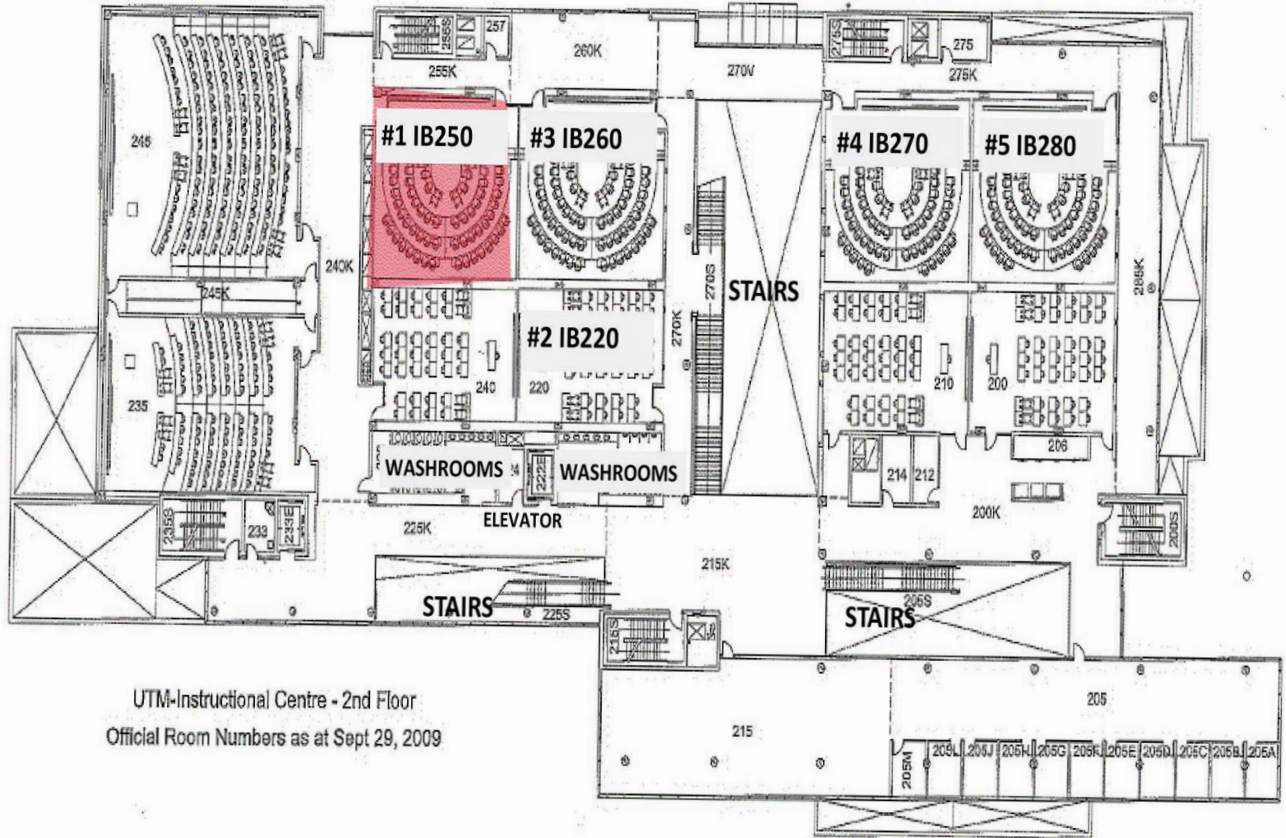 255S
257
260K
270V
275S
275
275K
255K
245
#1 IB250
#3 IB260
#4 IB270
#5 IB280
240K
245K
270S
STAIRS
285K
270K
#2 IB220
235
240
220
210
200
206
WASHROOMS
222E
WASHROOMS
214
212
235S
233
233E
ELEVATOR
225K
200K
200S
215K
STAIRS
225S
205S
STAIRS
215S
UTM-Instructional Centre - 2nd Floor
Official Room Numbers as at Sept 29, 2009
215
205
205M
205L
205J
205H
205G
205F
205E
205D
205C
205B
205A